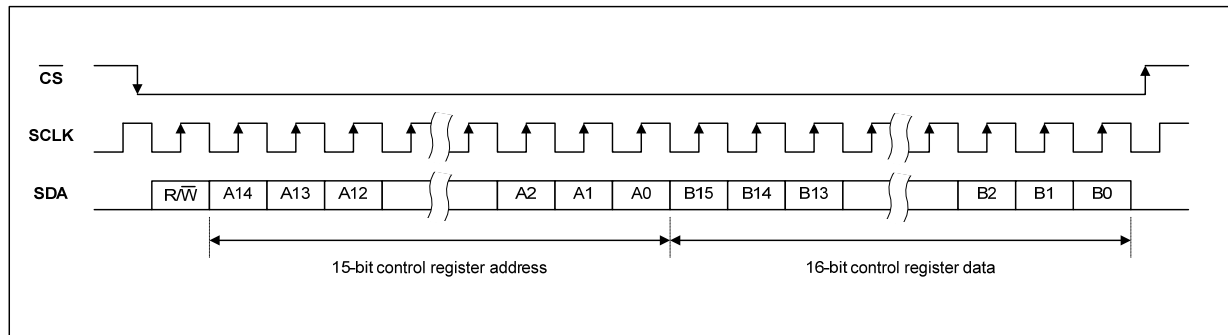 C̅S̅
SCLK
SDA R/W̅ A14 A13 A12 A2 A1 A0 B15 B14 B13 B2 B1 B0
15-bit control register address 16-bit control register data